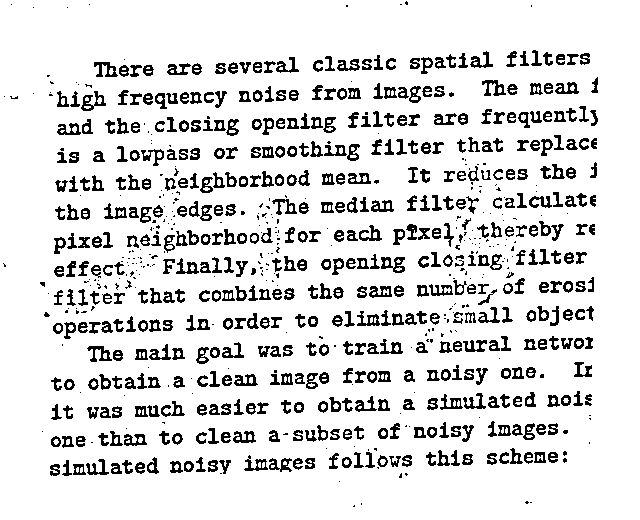 There are several classic spatial filters
high frequency noise from images. The mean
and the closing opening filter are frequently
is a lowpass or smoothing filter that replace
with the neighborhood mean. It reduces the
the image edges. The median filter calculate
pixel neighborhood for each pixel, thereby re
effect. Finally, the opening closing filter
filter that combines the same number of erosi
operations in order to eliminate small object
The main goal was to train a neural networ
to obtain a clean image from a noisy one. In
it was much easier to obtain a simulated nois
one than to clean a subset of noisy images.
simulated noisy images follows this scheme: